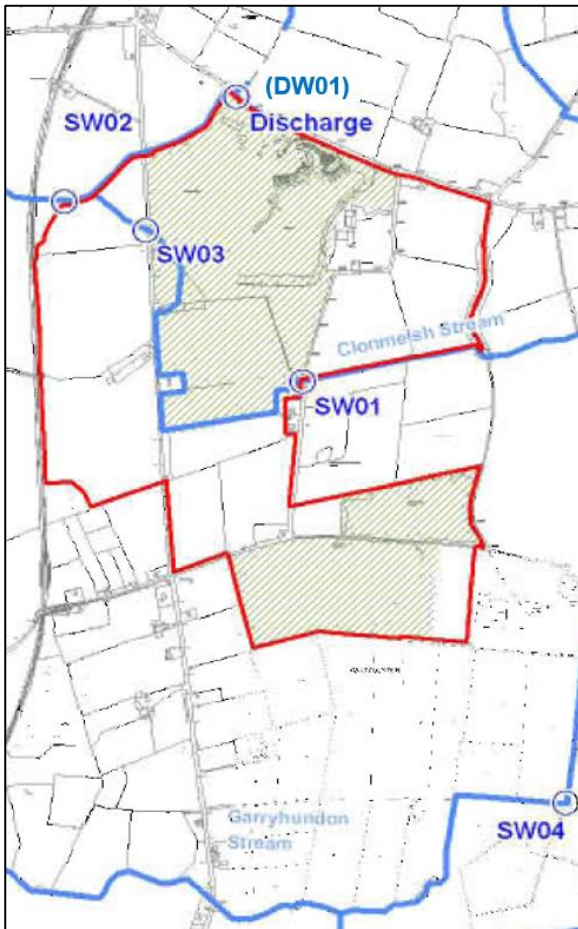 (DW01)
Discharge
SW02
SW03
Clonmelsh Stream
SW01
Garryhundon
Stream
SW04